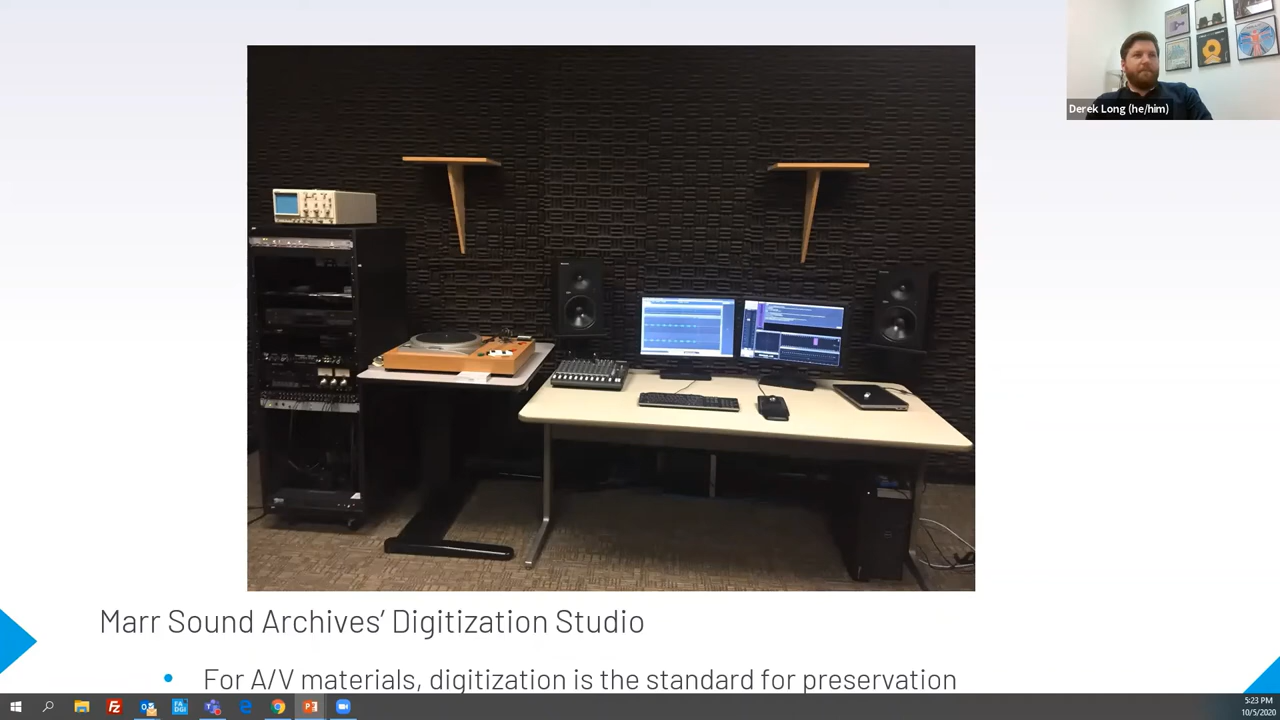 Derek Long (he/him)
Marr Sound Archives' Digitization Studio
• For A/V materials, digitization is the standard for preservation
FADGI
5:23 PM
10/5/2020